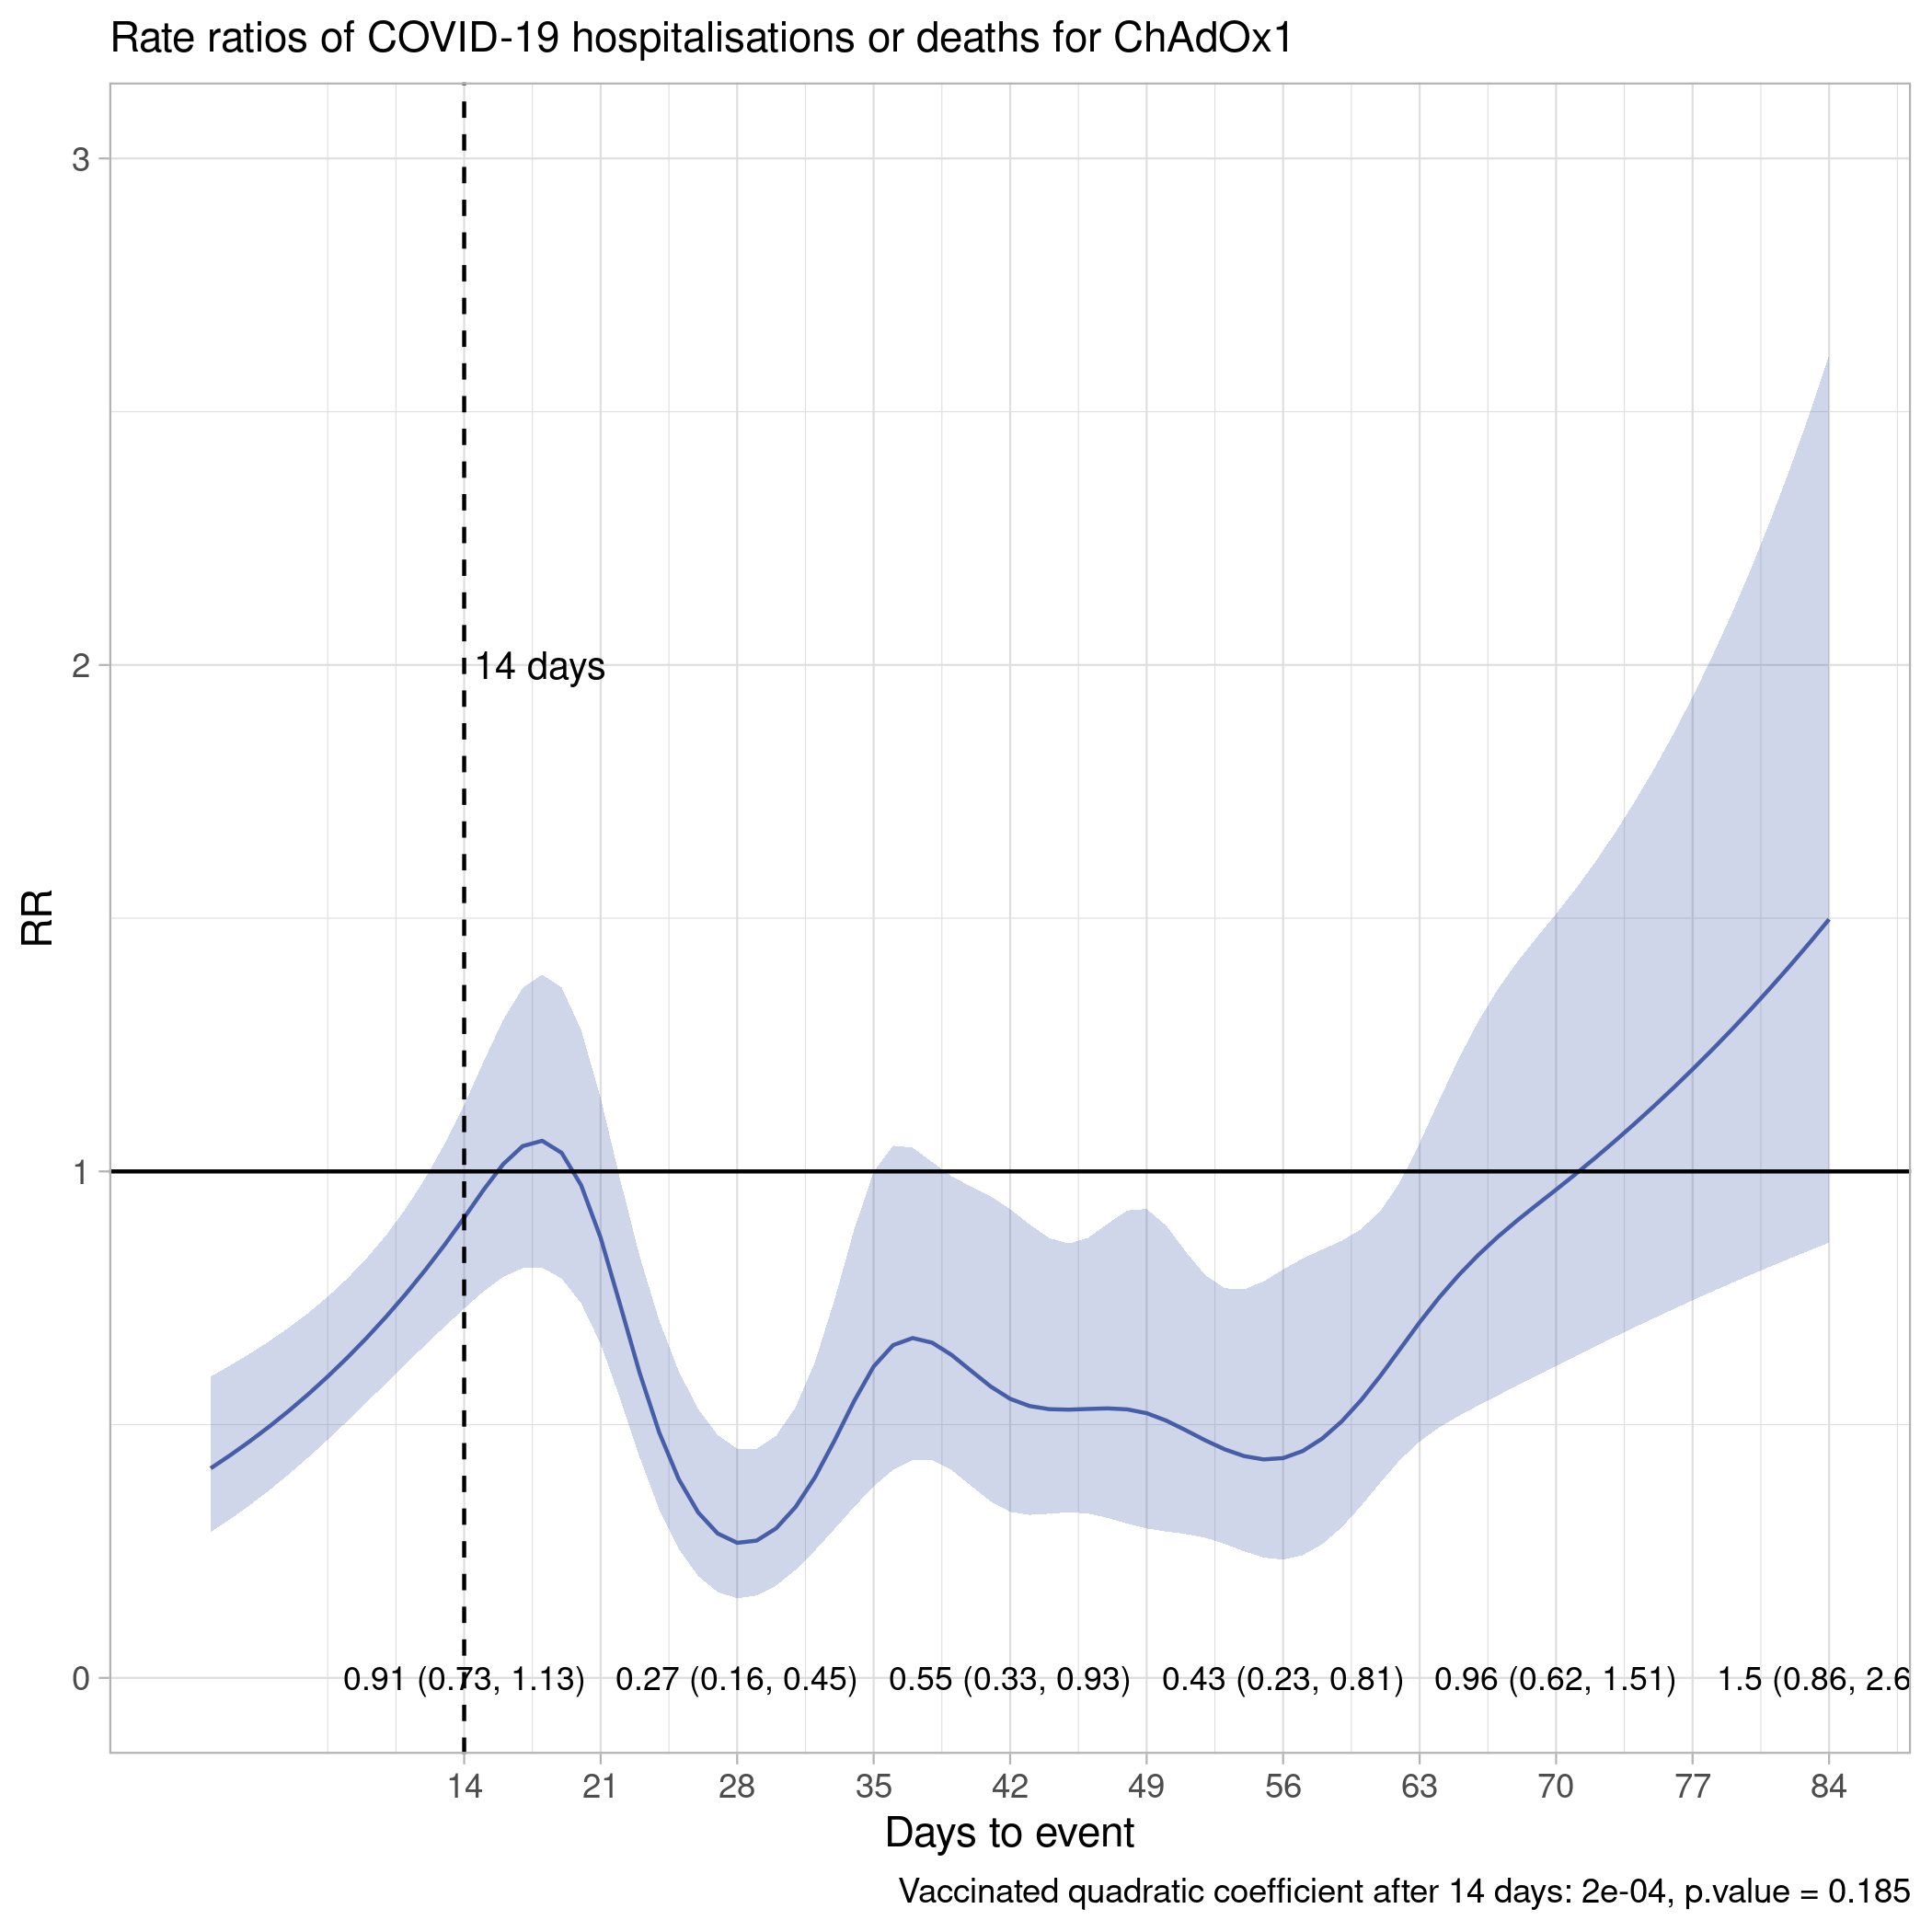 Rate ratios of COVID-19 hospitalisations or deaths for ChAdOx1
3
2
14 days
RR
1
0
0.91 (0.73, 1.13) 0.27 (0.16, 0.45) 0.55 (0.33, 0.93) 0.43 (0.23, 0.81) 0.96 (0.62, 1.51) 1.5 (0.86, 2.6
14 21 28 35 42 49 56 63 70 77 84
Days to event
Vaccinated quadratic coefficient after 14 days: 2e-04, p.value = 0.185